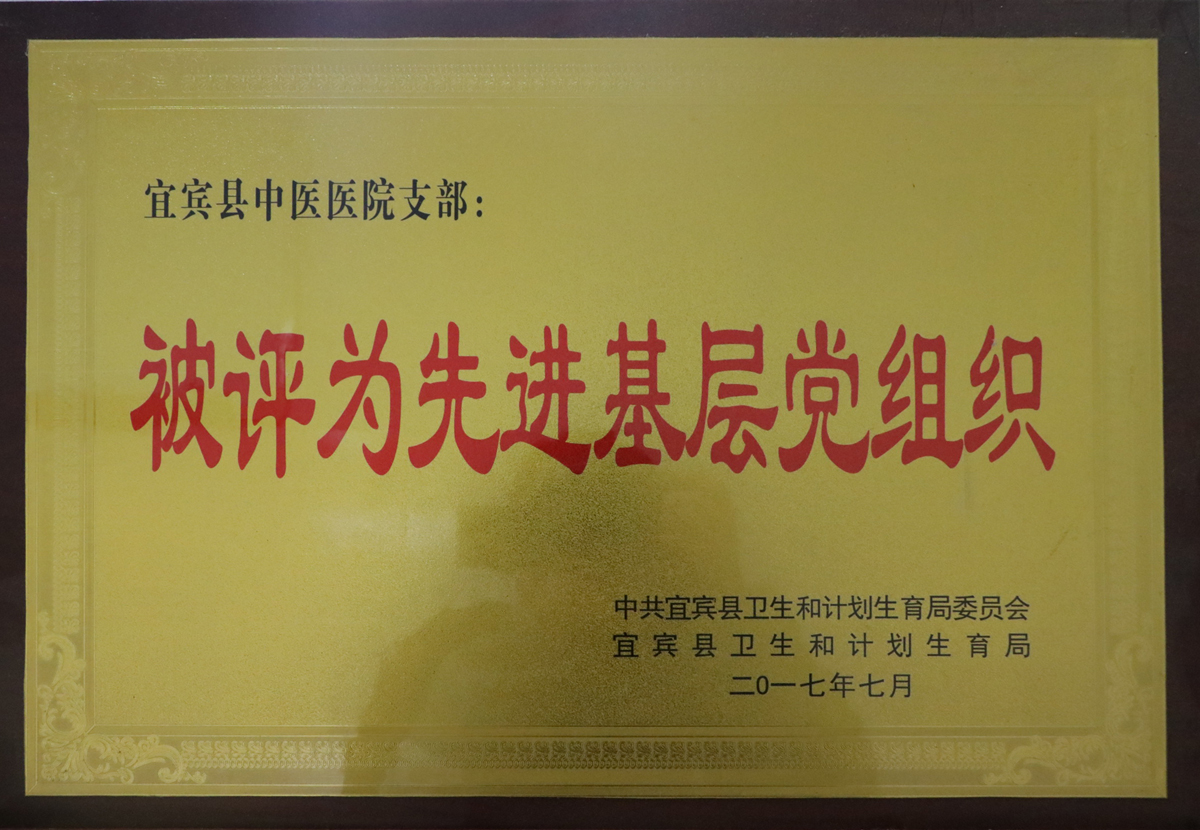 宜宾县中医医院支部：
被评为先进基层党组织
中共宜宾县卫生和计划生育局委员会
宜宾县卫生和计划生育局
二0一七年七月